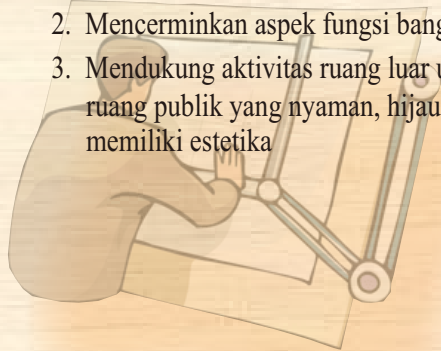 2. Mencerminkan aspek fungsi bang
3. Mendukung aktivitas ruang luar u
ruang publik yang nyaman, hijau
memiliki estetika